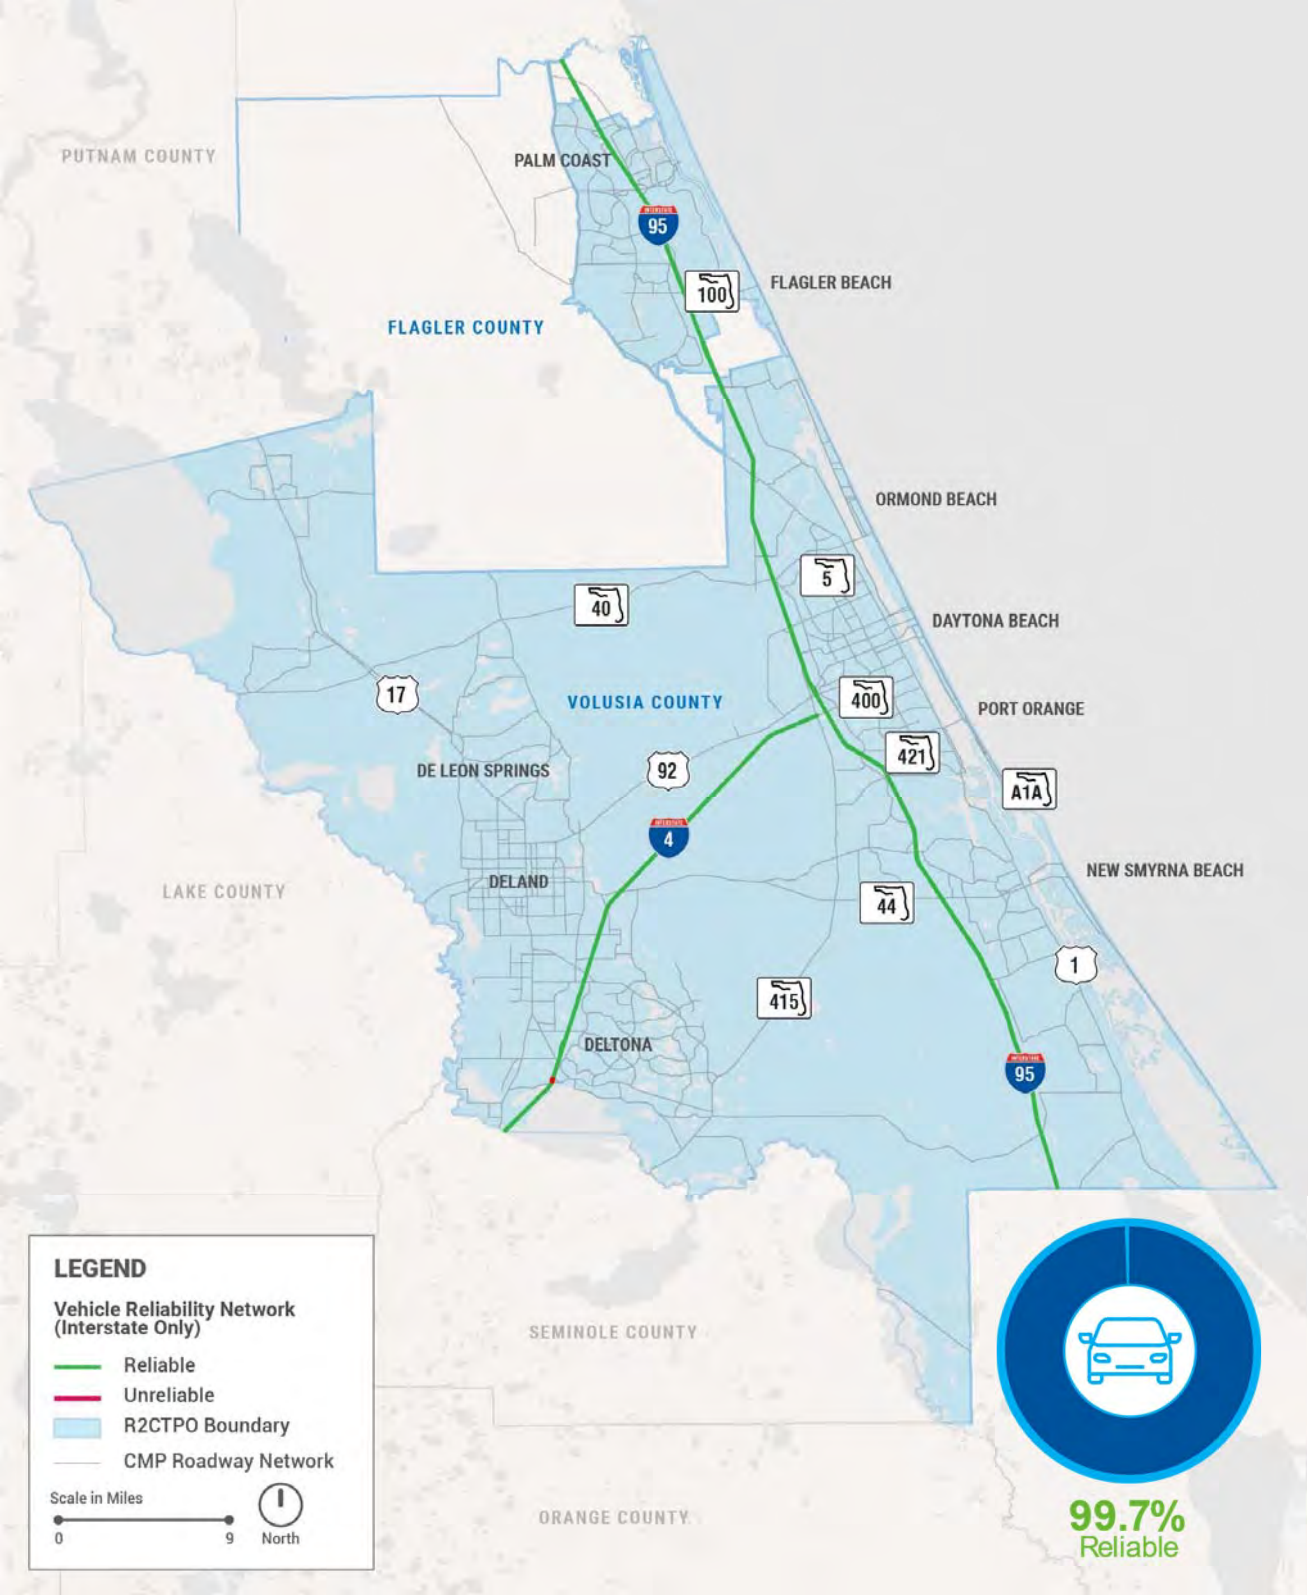 PUTNAM COUNTY
PALM COAST
INTERSTATE
95
100
FLAGLER BEACH
FLAGLER COUNTY
ORMOND BEACH
5
40
DAYTONA BEACH
17
VOLUSIA COUNTY
400
PORT ORANGE
421
DE LEON SPRINGS
92
A1A
INTERSTATE
4
NEW SMYRNA BEACH
DELAND
LAKE COUNTY
44
1
415
DELTONA
INTERSTATE
95
LEGEND
Vehicle Reliability Network
(Interstate Only)
Reliable
Unreliable
R2CTPO Boundary
CMP Roadway Network
Scale in Miles
0 9 North
SEMINOLE COUNTY
ORANGE COUNTY
99.7%
Reliable